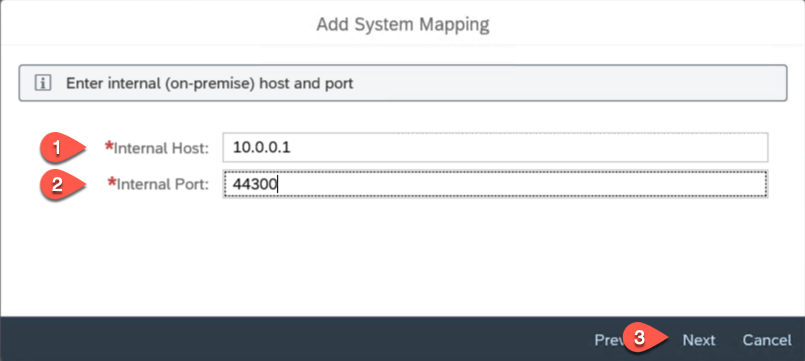 Add System Mapping
i Enter internal (on-premise) host and port
1 *Internal Host: 10.0.0.1
2 *Internal Port: 44300
3 Next Cancel